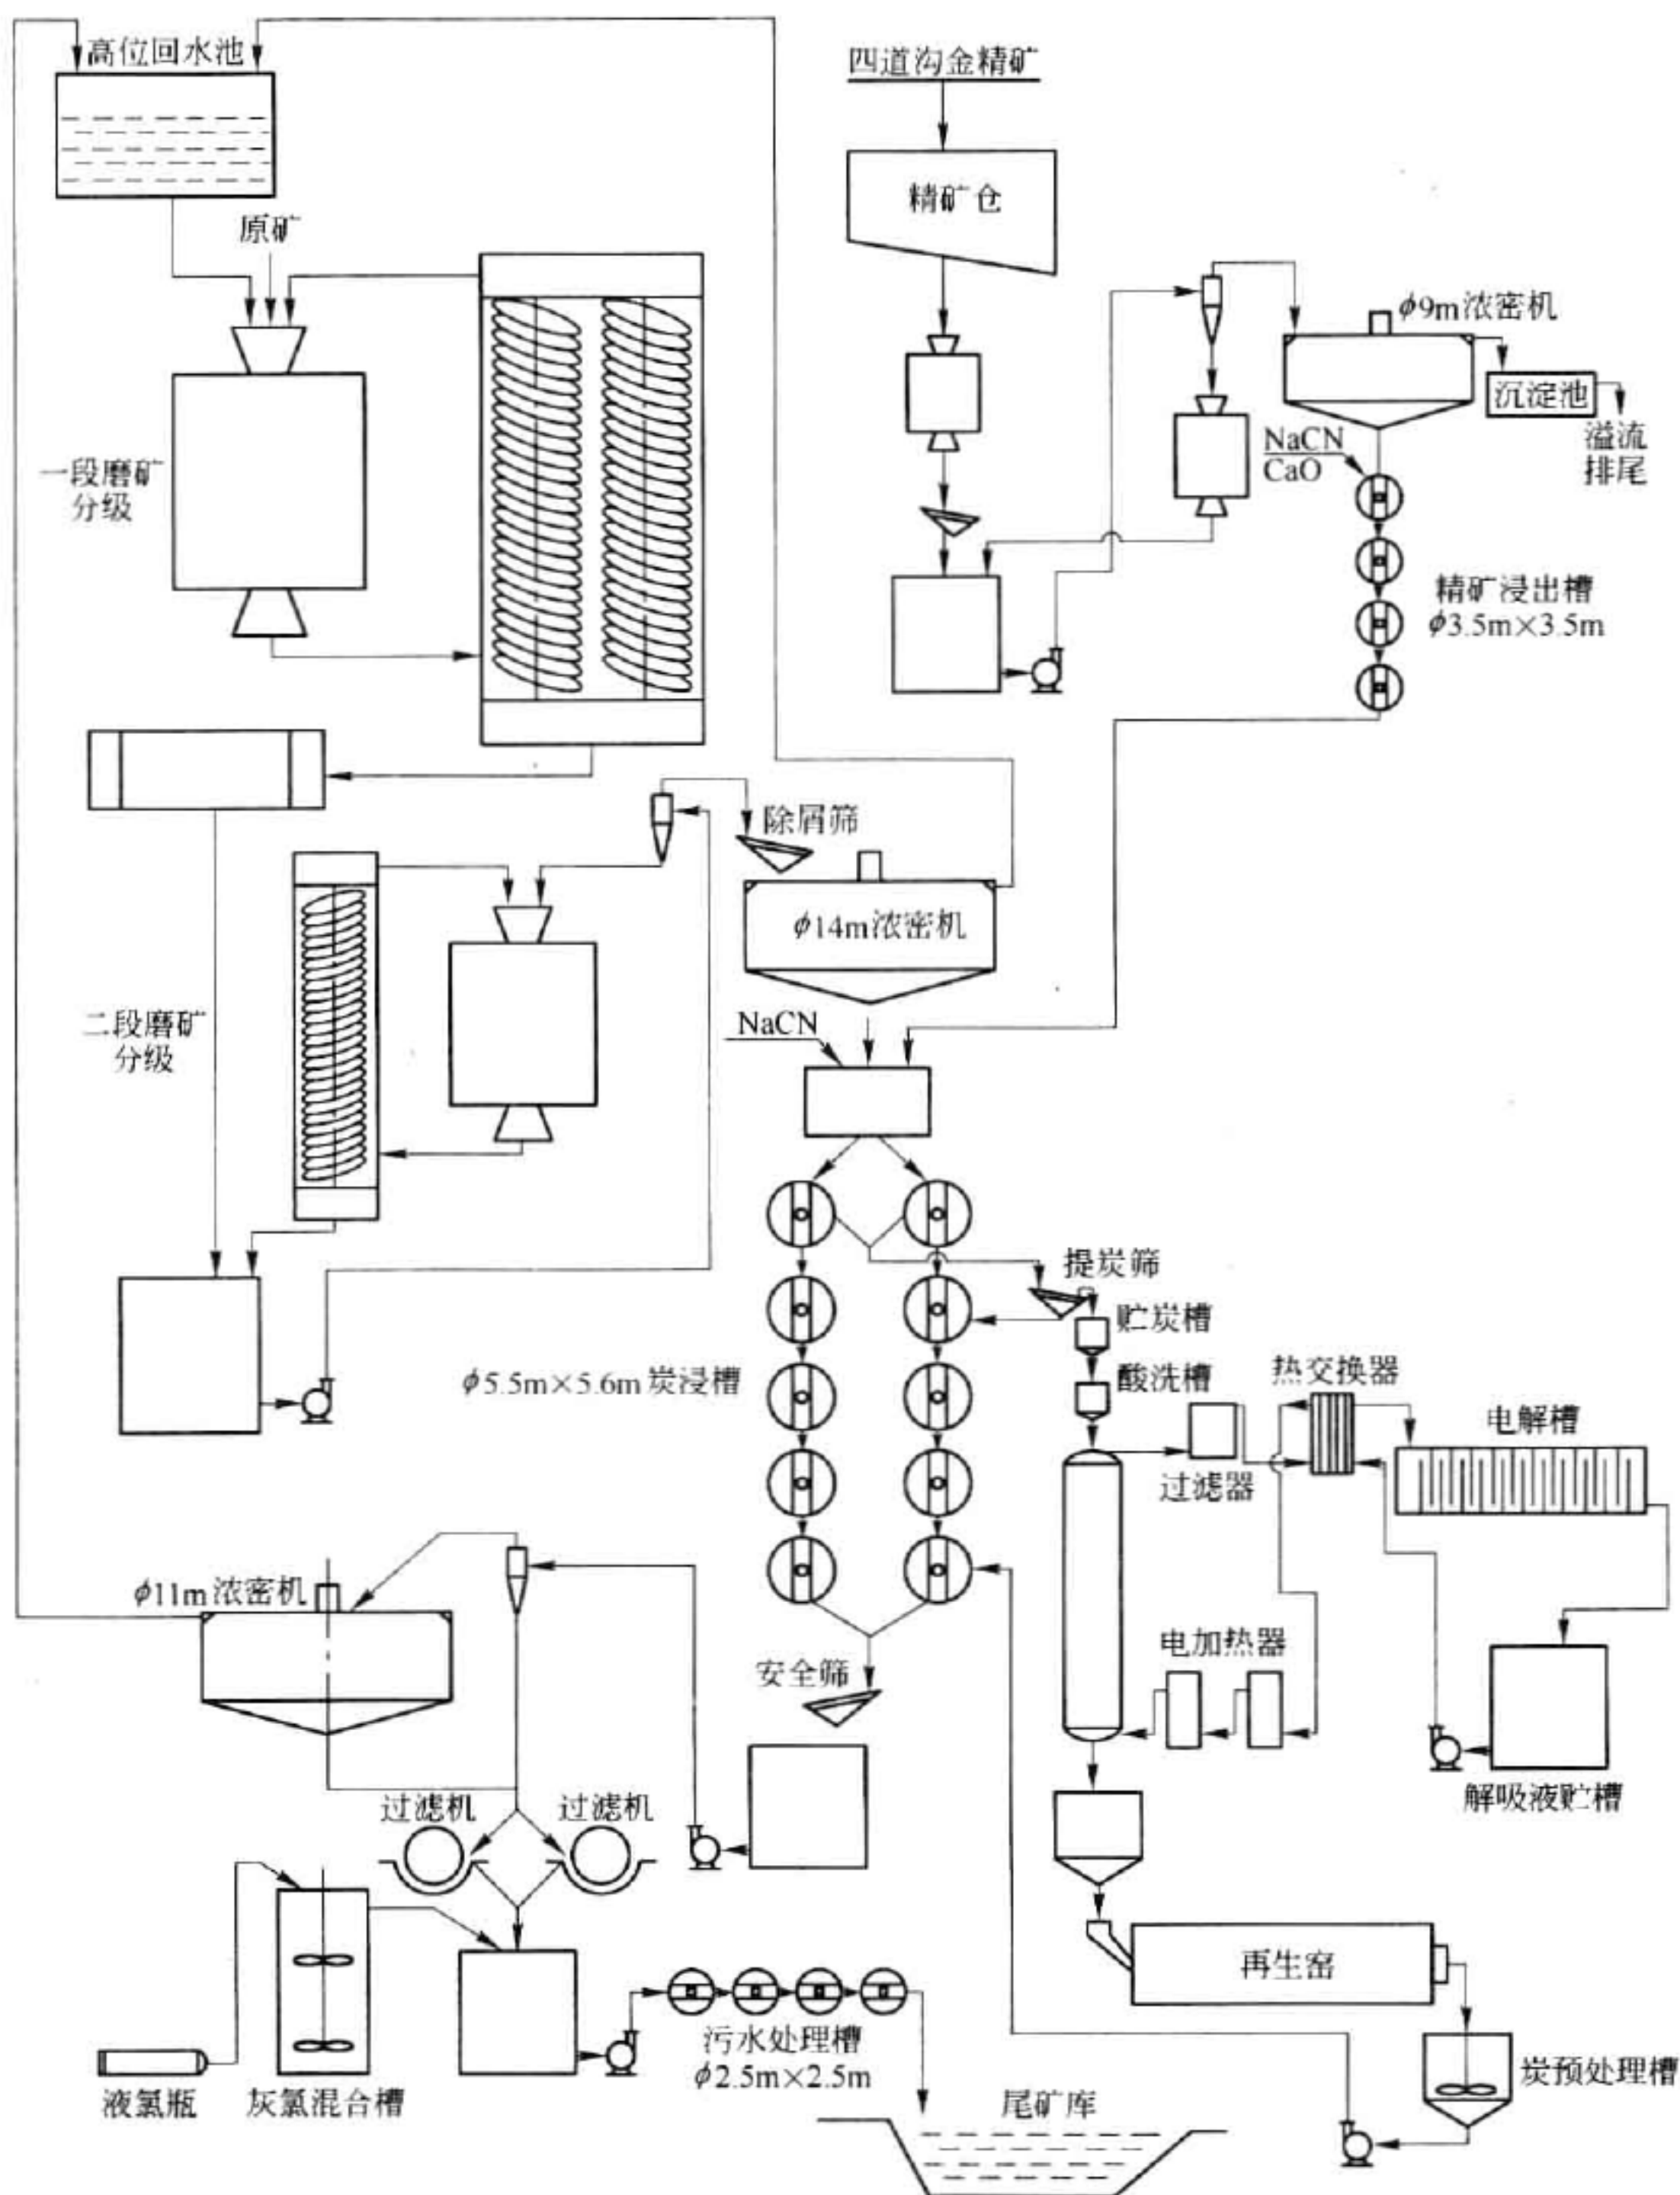 高位回水池
四道沟金精矿
精矿仓
原矿
φ9m浓密机
沉淀池
溢流
排尾
NaCN
CaO
一段磨矿
分级
精矿浸出槽
φ3.5m×3.5m
除屑筛
φ14m浓密机
NaCN
二段磨矿
分级
提炭筛
贮炭槽
酸洗槽
热交换器
电解槽
φ5.5m×5.6m炭浸槽
过滤器
φ11m浓密机
安全筛
电加热器
解吸液贮槽
过滤机
过滤机
再生窑
污水处理槽
φ2.5m×2.5m
炭预处理槽
液氯瓶
灰氯混合槽
尾矿库